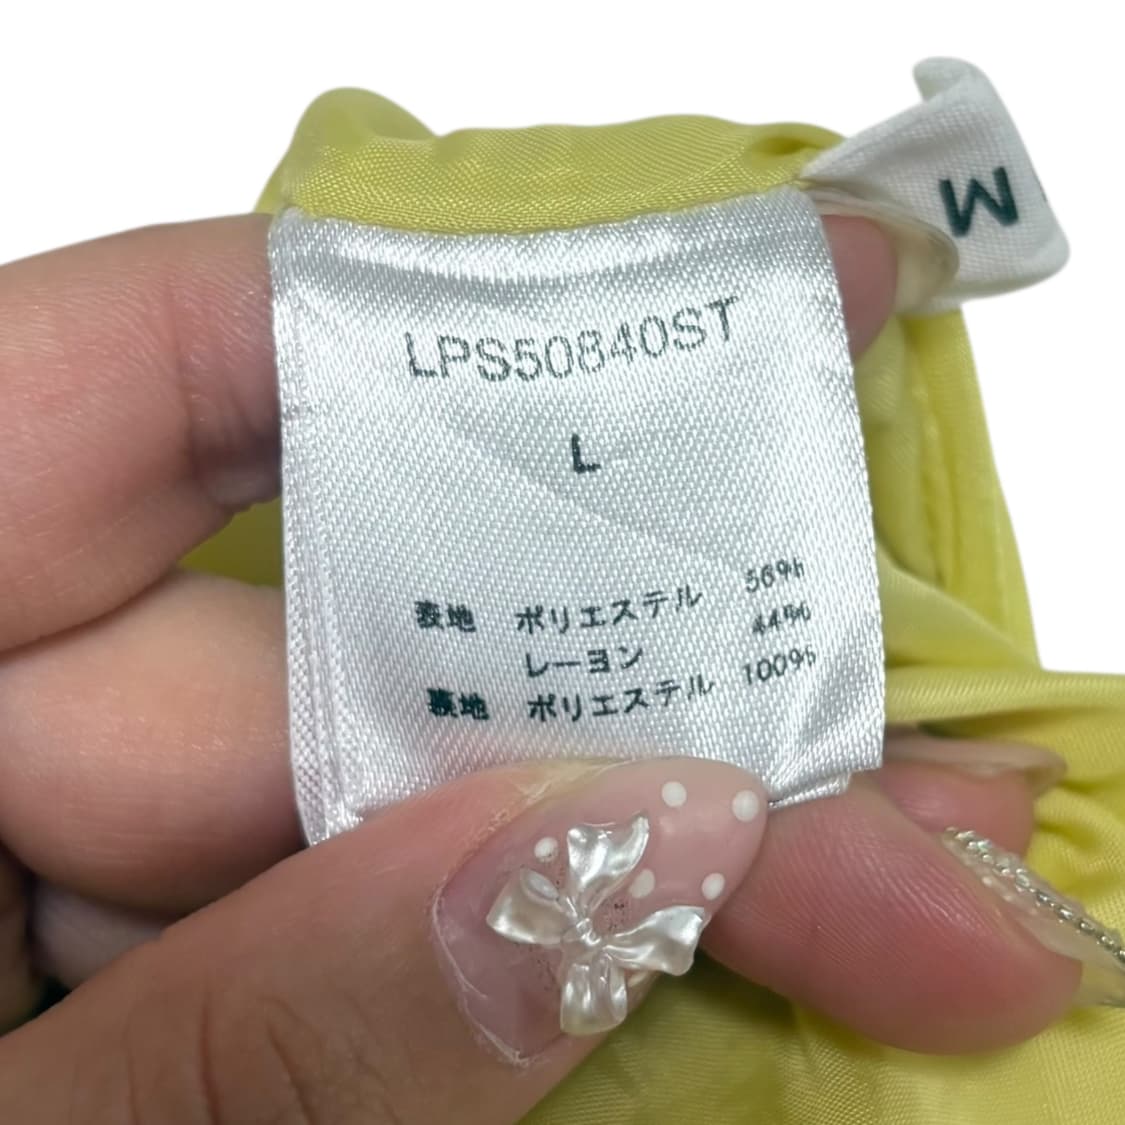 M
LPS50840ST
L
表地 ポリエステル 56%
レーヨン 44%
裏地 ポリエステル 100%